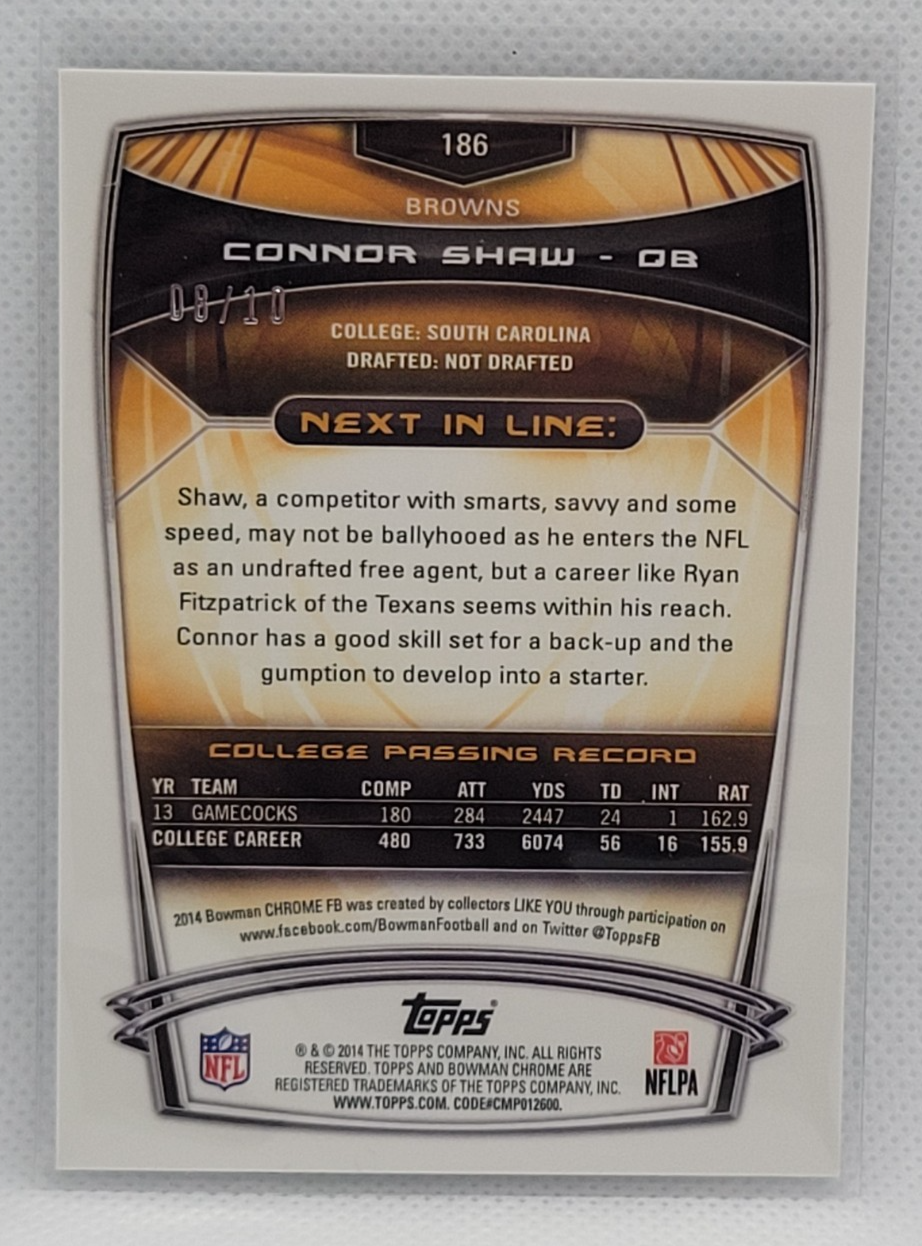 186
BROWNS
CONNOR SHAW - QB
08/10
COLLEGE: SOUTH CAROLINA
DRAFTED: NOT DRAFTED
NEXT IN LINE:
Shaw, a competitor with smarts, savvy and some
speed, may not be ballyhooed as he enters the NFL
as an undrafted free agent, but a career like Ryan
Fitzpatrick of the Texans seems within his reach.
Connor has a good skill set for a back-up and the
gumption to develop into a starter.
COLLEGE PASSING RECORD
YR TEAM COMP ATT YDS TD INT RAT
13 GAMECOCKS 180 284 2447 24 1 162.9
COLLEGE CAREER 480 733 6074 56 16 155.9
2014 Bowman CHROME FB was created by collectors LIKE YOU through participation on
www.facebook.com/BowmanFootball and on Twitter @ToppsFB
topps®
NFL
® & © 2014 THE TOPPS COMPANY, INC. ALL RIGHTS
RESERVED. TOPPS AND BOWMAN CHROME ARE
REGISTERED TRADEMARKS OF THE TOPPS COMPANY, INC.
WWW.TOPPS.COM. CODE#CMP012600.
NFLPA